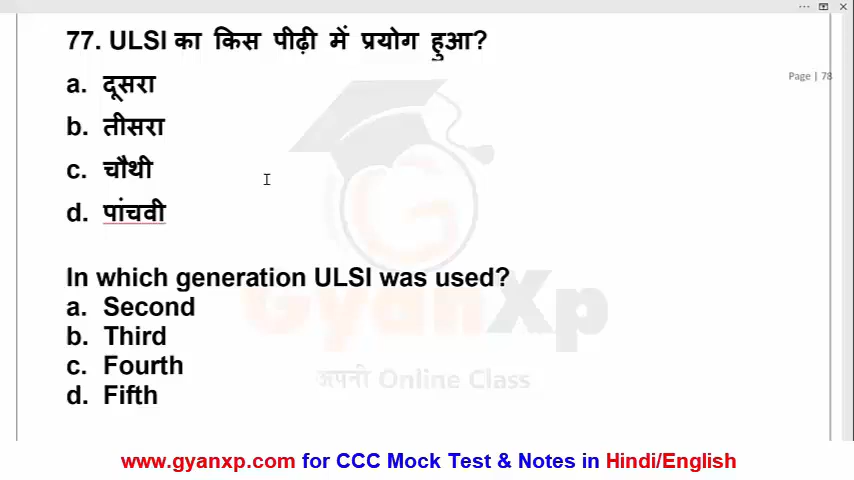 77. ULSI का किस पीढ़ी में प्रयोग हुआ?
Page | 78
a. दूसरा
b. तीसरा
c. चौथी
d. पांचवी
In which generation ULSI was used?
a. Second
b. Third
c. Fourth
d. Fifth
GyanXp
अपनी Online Class
www.gyanxp.com for CCC Mock Test & Notes in Hindi/English